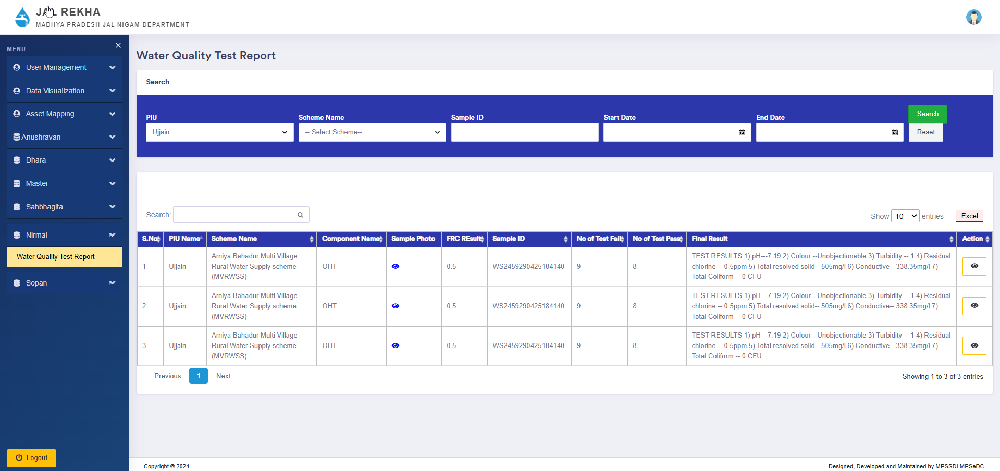 JAL REKHA
MADHYA PRADESH JAL NIGAM DEPARTMENT
MENU
User Management
Data Visualization
Asset Mapping
Anushravan
Dhara
Master
Sahbhagita
Nirmal
Water Quality Test Report
Sopan
Logout
Water Quality Test Report
Search
PIU
Scheme Name
Sample ID
Start Date
End Date
Search
Ujjain
-- Select Scheme--
Reset
Search:
Show 10 entries
Excel
S.No PIU Name Scheme Name Component Name Sample Photo FRC REsult Sample ID No of Test Fail No of Test Pass Final Result Action
1 Ujjain Arniya Bahadur Multi Village Rural Water Supply scheme (MVRWSS) OHT 0.5 WS2459290425184140 9 8 TEST RESULTS 1) pH---7.19 2) Colour --Unobjectionable 3) Turbidity -- 1 4) Residual chlorine -- 0.5ppm 5) Total resolved solid-- 505mg/l 6) Conductive-- 338.35mg/l 7) Total Coliform -- 0 CFU
2 Ujjain Arniya Bahadur Multi Village Rural Water Supply scheme (MVRWSS) OHT 0.5 WS2459290425184140 9 8 TEST RESULTS 1) pH---7.19 2) Colour --Unobjectionable 3) Turbidity -- 1 4) Residual chlorine -- 0.5ppm 5) Total resolved solid-- 505mg/l 6) Conductive-- 338.35mg/l 7) Total Coliform -- 0 CFU
3 Ujjain Arniya Bahadur Multi Village Rural Water Supply scheme (MVRWSS) OHT 0.5 WS2459290425184140 9 8 TEST RESULTS 1) pH---7.19 2) Colour --Unobjectionable 3) Turbidity -- 1 4) Residual chlorine -- 0.5ppm 5) Total resolved solid-- 505mg/l 6) Conductive-- 338.35mg/l 7) Total Coliform -- 0 CFU
Previous 1 Next
Showing 1 to 3 of 3 entries
Copyright © 2024
Designed, Developed and Maintained by MPSSDI MPSeDC.